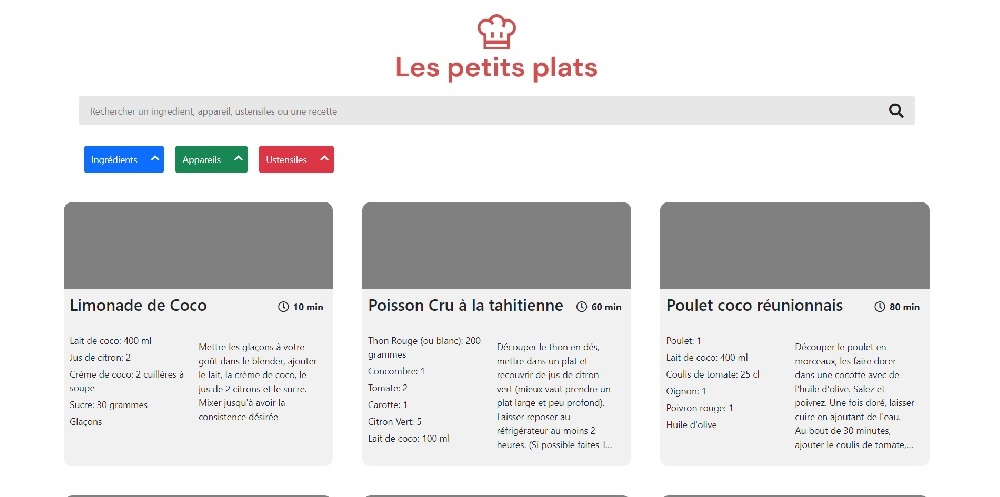 Les petits plats
Rechercher un ingredient, appareil, ustensiles ou une recette
Ingrédients
Appareils
Ustensiles
Limonade de Coco
10 min
Lait de coco: 400 ml
Jus de citron: 2
Crème de coco: 2 cuillères à
soupe
Sucre: 30 grammes
Glaçons
Mettre les glaçons à votre
goût dans le blender, ajouter
le lait, la crème de coco, le
jus de 2 citrons et le sucre.
Mixer jusqu'à avoir la
consistence désirée
Poisson Cru à la tahitienne
60 min
Thon Rouge (ou blanc): 200
grammes
Concombre: 1
Tomate: 2
Carotte: 1
Citron Vert: 5
Lait de coco: 100 ml
Découper le thon en dés,
mettre dans un plat et
recouvrir de jus de citron
vert (mieux vaut prendre un
plat large et peu profond).
Laisser reposer au
réfrigérateur au moins 2
heures. (Si possible faites l...
Poulet coco réunionnais
80 min
Poulet: 1
Lait de coco: 400 ml
Coulis de tomate: 25 cl
Oignon: 1
Poivron rouge: 1
Huile d'olive
Découper le poulet en
morceaux, les faire dorer
dans une cocotte avec de
l'huile d'olive. Salez et
poivrez. Une fois doré, laisser
cuire en ajoutant de l'eau.
Au bout de 30 minutes,
ajouter le coulis de tomate,...